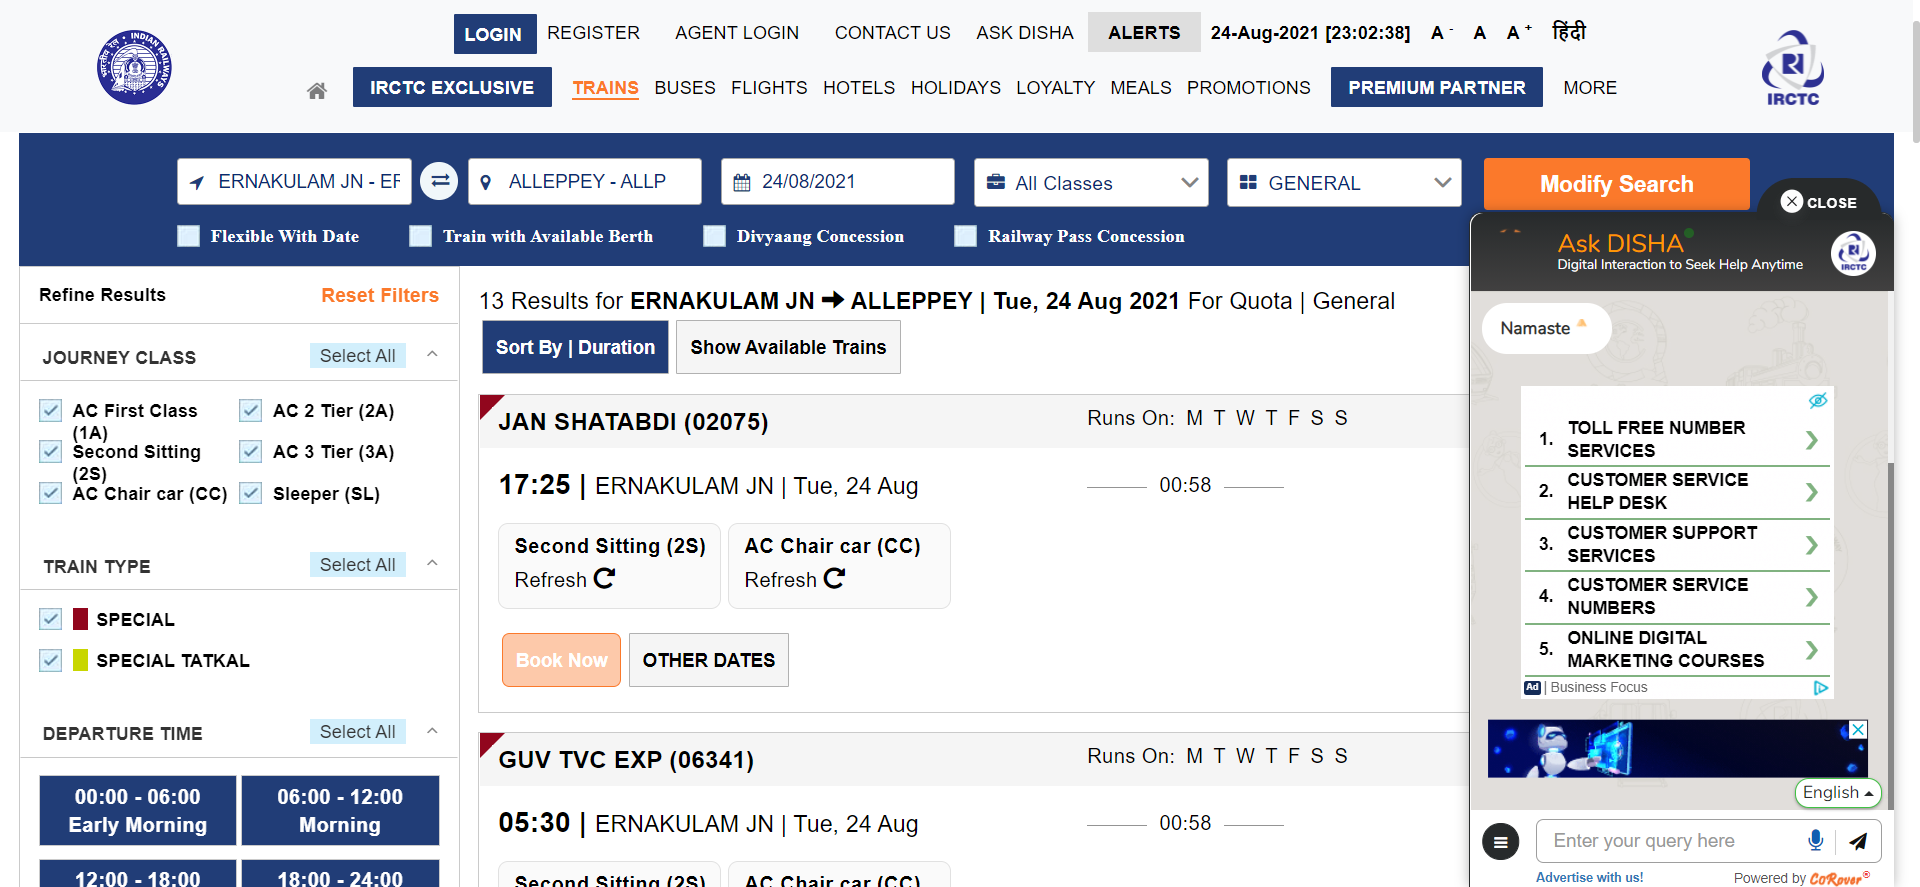 LOGIN REGISTER AGENT LOGIN CONTACT US ASK DISHA ALERTS 24-Aug-2021 [23:02:38] A - A A + हिंदी
INDIAN RAILWAYS
भारतीय रेल
IRCTC EXCLUSIVE TRAINS BUSES FLIGHTS HOTELS HOLIDAYS LOYALTY MEALS PROMOTIONS PREMIUM PARTNER MORE
IRCTC
ERNAKULAM JN - ER ALLEPPEY - ALLP 24/08/2021 All Classes GENERAL Modify Search
Flexible With Date Train with Available Berth Divyaang Concession Railway Pass Concession
Refine Results Reset Filters
JOURNEY CLASS Select All
AC First Class (1A) AC 2 Tier (2A)
Second Sitting (2S) AC 3 Tier (3A)
AC Chair car (CC) Sleeper (SL)
TRAIN TYPE Select All
SPECIAL
SPECIAL TATKAL
DEPARTURE TIME Select All
00:00 - 06:00 06:00 - 12:00
Early Morning Morning
12:00 - 18:00 18:00 - 24:00
13 Results for ERNAKULAM JN ➔ ALLEPPEY | Tue, 24 Aug 2021 For Quota | General
Sort By | Duration Show Available Trains
JAN SHATABDI (02075) Runs On: M T W T F S S
17:25 | ERNAKULAM JN | Tue, 24 Aug 00:58
Second Sitting (2S) AC Chair car (CC)
Refresh Refresh
Book Now OTHER DATES
GUV TVC EXP (06341) Runs On: M T W T F S S
05:30 | ERNAKULAM JN | Tue, 24 Aug 00:58
Second Sitting (2S) AC Chair car (CC)
CLOSE
Ask DISHA
Digital Interaction to Seek Help Anytime
IRCTC
Namaste
1. TOLL FREE NUMBER
SERVICES
2. CUSTOMER SERVICE
HELP DESK
3. CUSTOMER SUPPORT
SERVICES
4. CUSTOMER SERVICE
NUMBERS
5. ONLINE DIGITAL
MARKETING COURSES
Ad | Business Focus
English
Enter your query here
Advertise with us! Powered by CoRover®